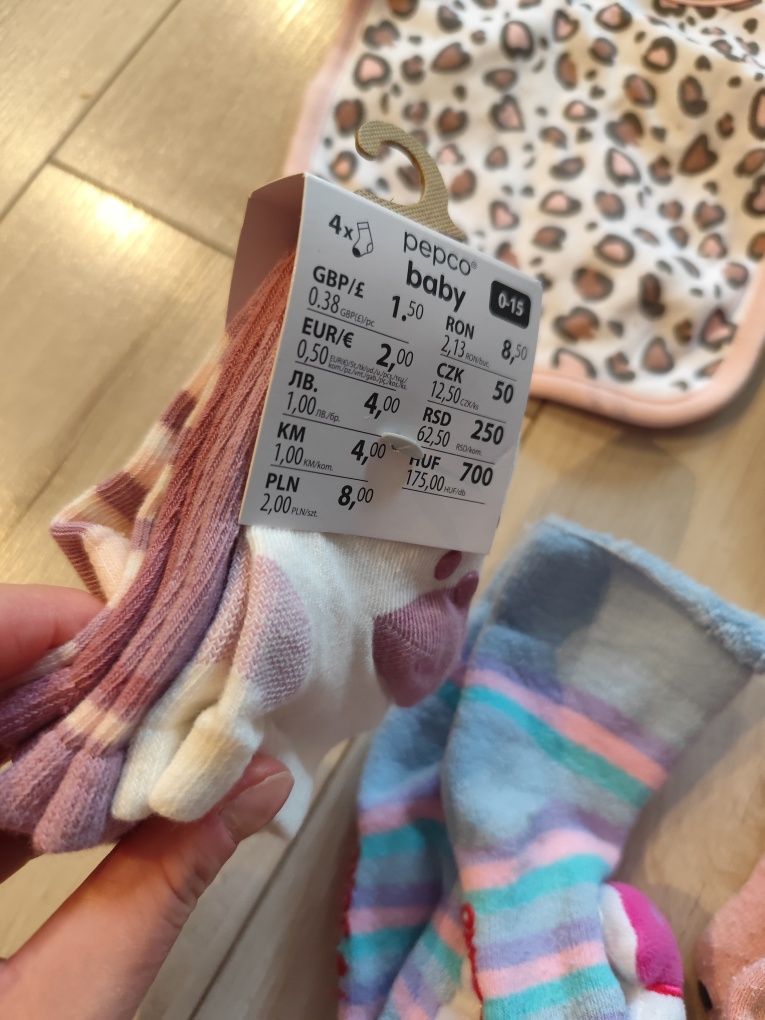 4x
pepco®
baby
0-15
GBP/£ 1.50
0.38 GBP(£)/pc
EUR/€ 2,00
0,50
ЛВ. 4,00
1,00 ЛВ./бр.
KM 4,00
1,00 KM/kom.
PLN 8,00
2,00 PLN/szt.
RON 8,50
2,13 RON/buc.
CZK 50
12,50 CZK/ks
RSD 250
62,50 RSD/kom.
HUF 700
175,00 HUF/db